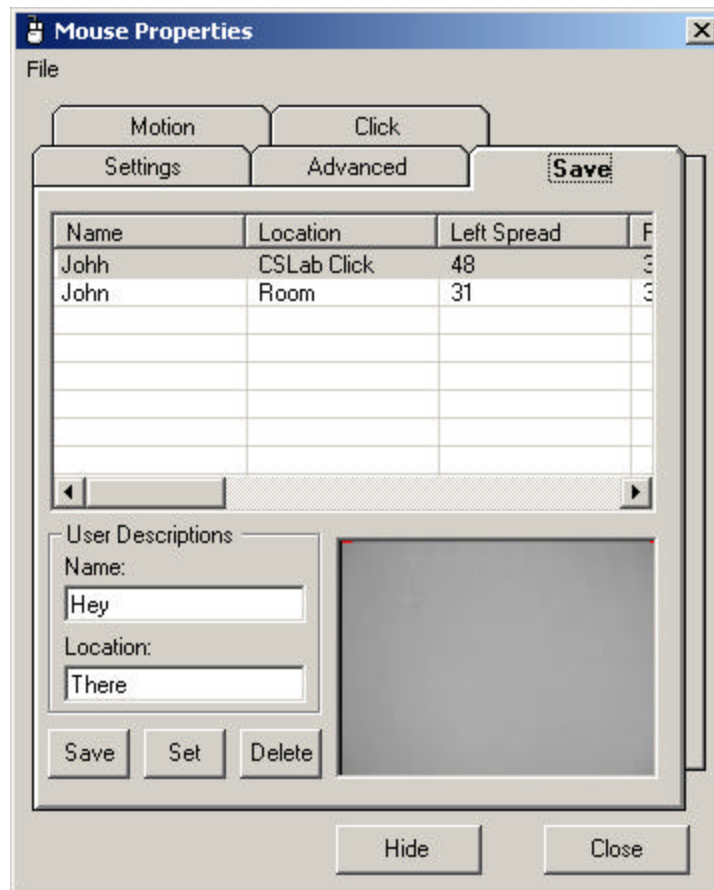 Mouse Properties
File
Motion Click
Settings Advanced Save
Name Location Left Spread
Johh CSLab Click 48
John Room 31
User Descriptions
Name:
Hey
Location:
There
Save Set Delete
Hide Close